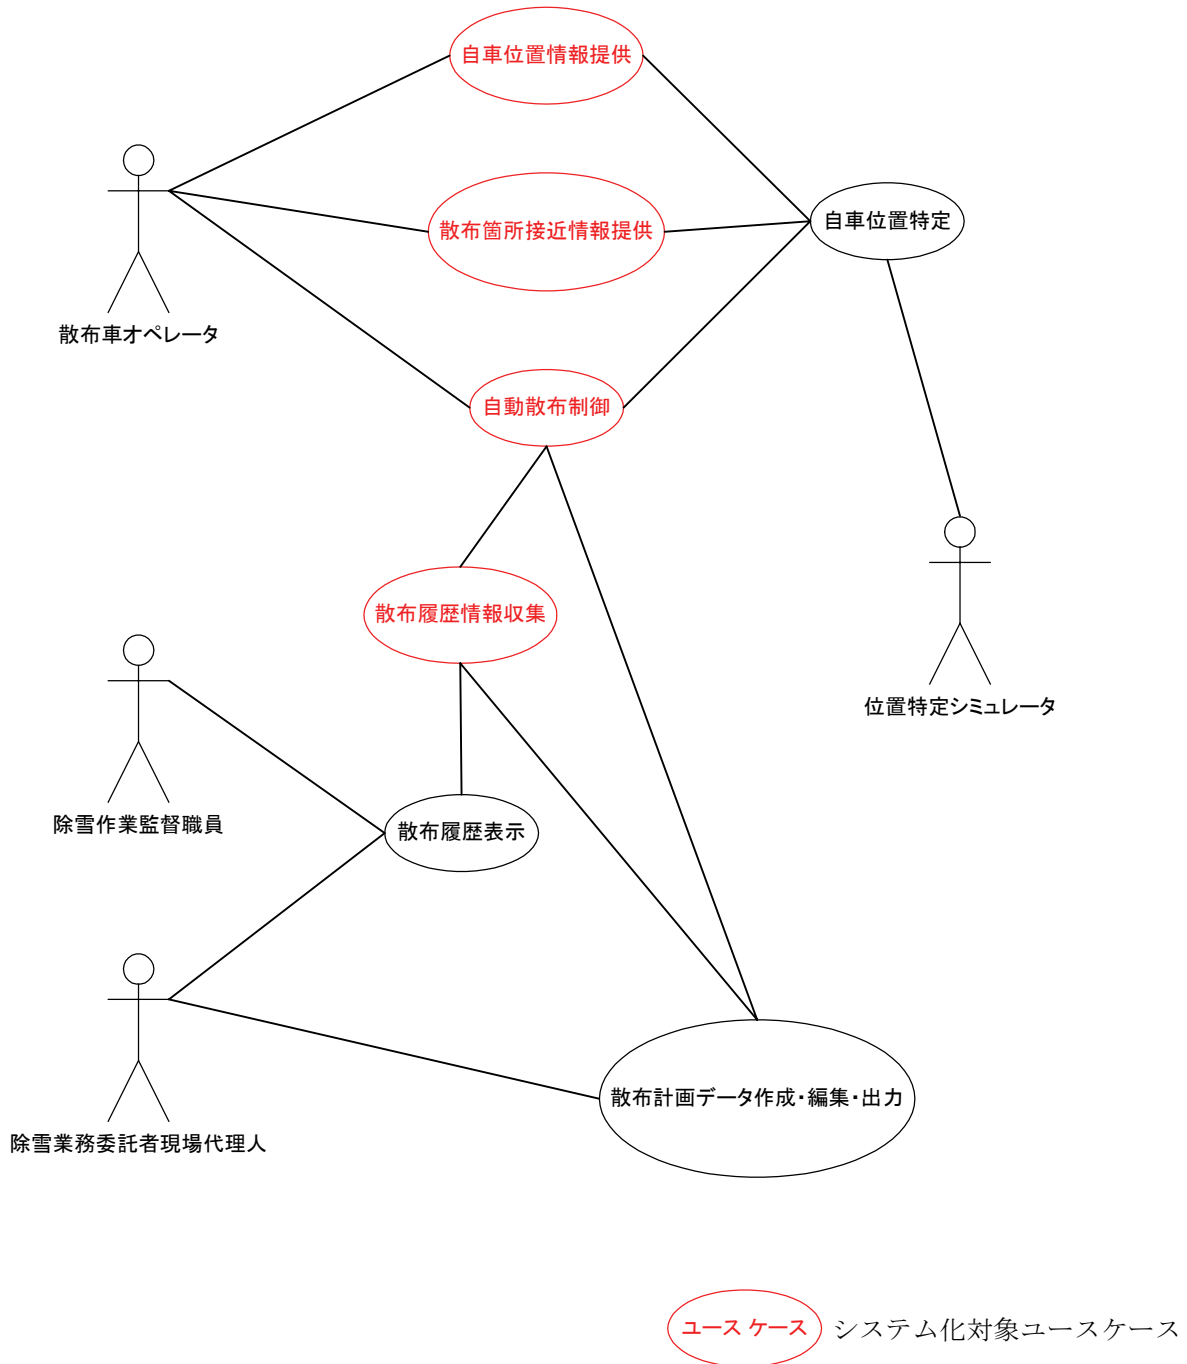 自車位置情報提供
散布箇所接近情報提供
自車位置特定
散布車オペレータ
自動散布制御
散布履歴情報収集
位置特定シミュレータ
除雪作業監督職員
散布履歴表示
散布計画データ作成・編集・出力
除雪業務委託者現場代理人
ユース ケース
システム化対象ユースケース